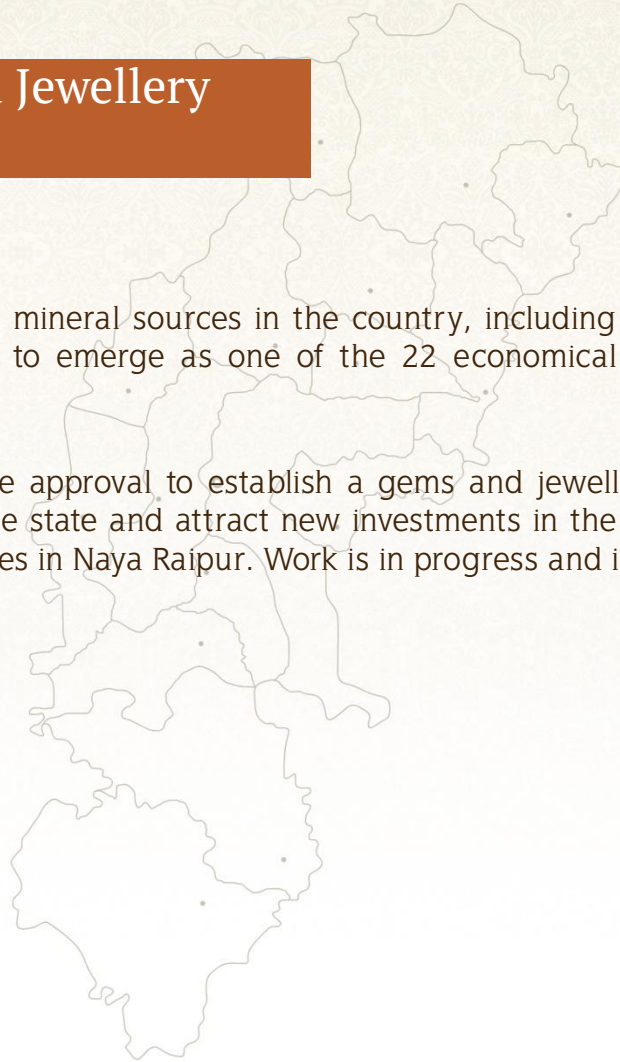 Jewellery
mineral sources in the country, including
to emerge as one of the 22 economical
e approval to establish a gems and jewell
e state and attract new investments in the
es in Naya Raipur. Work is in progress and i